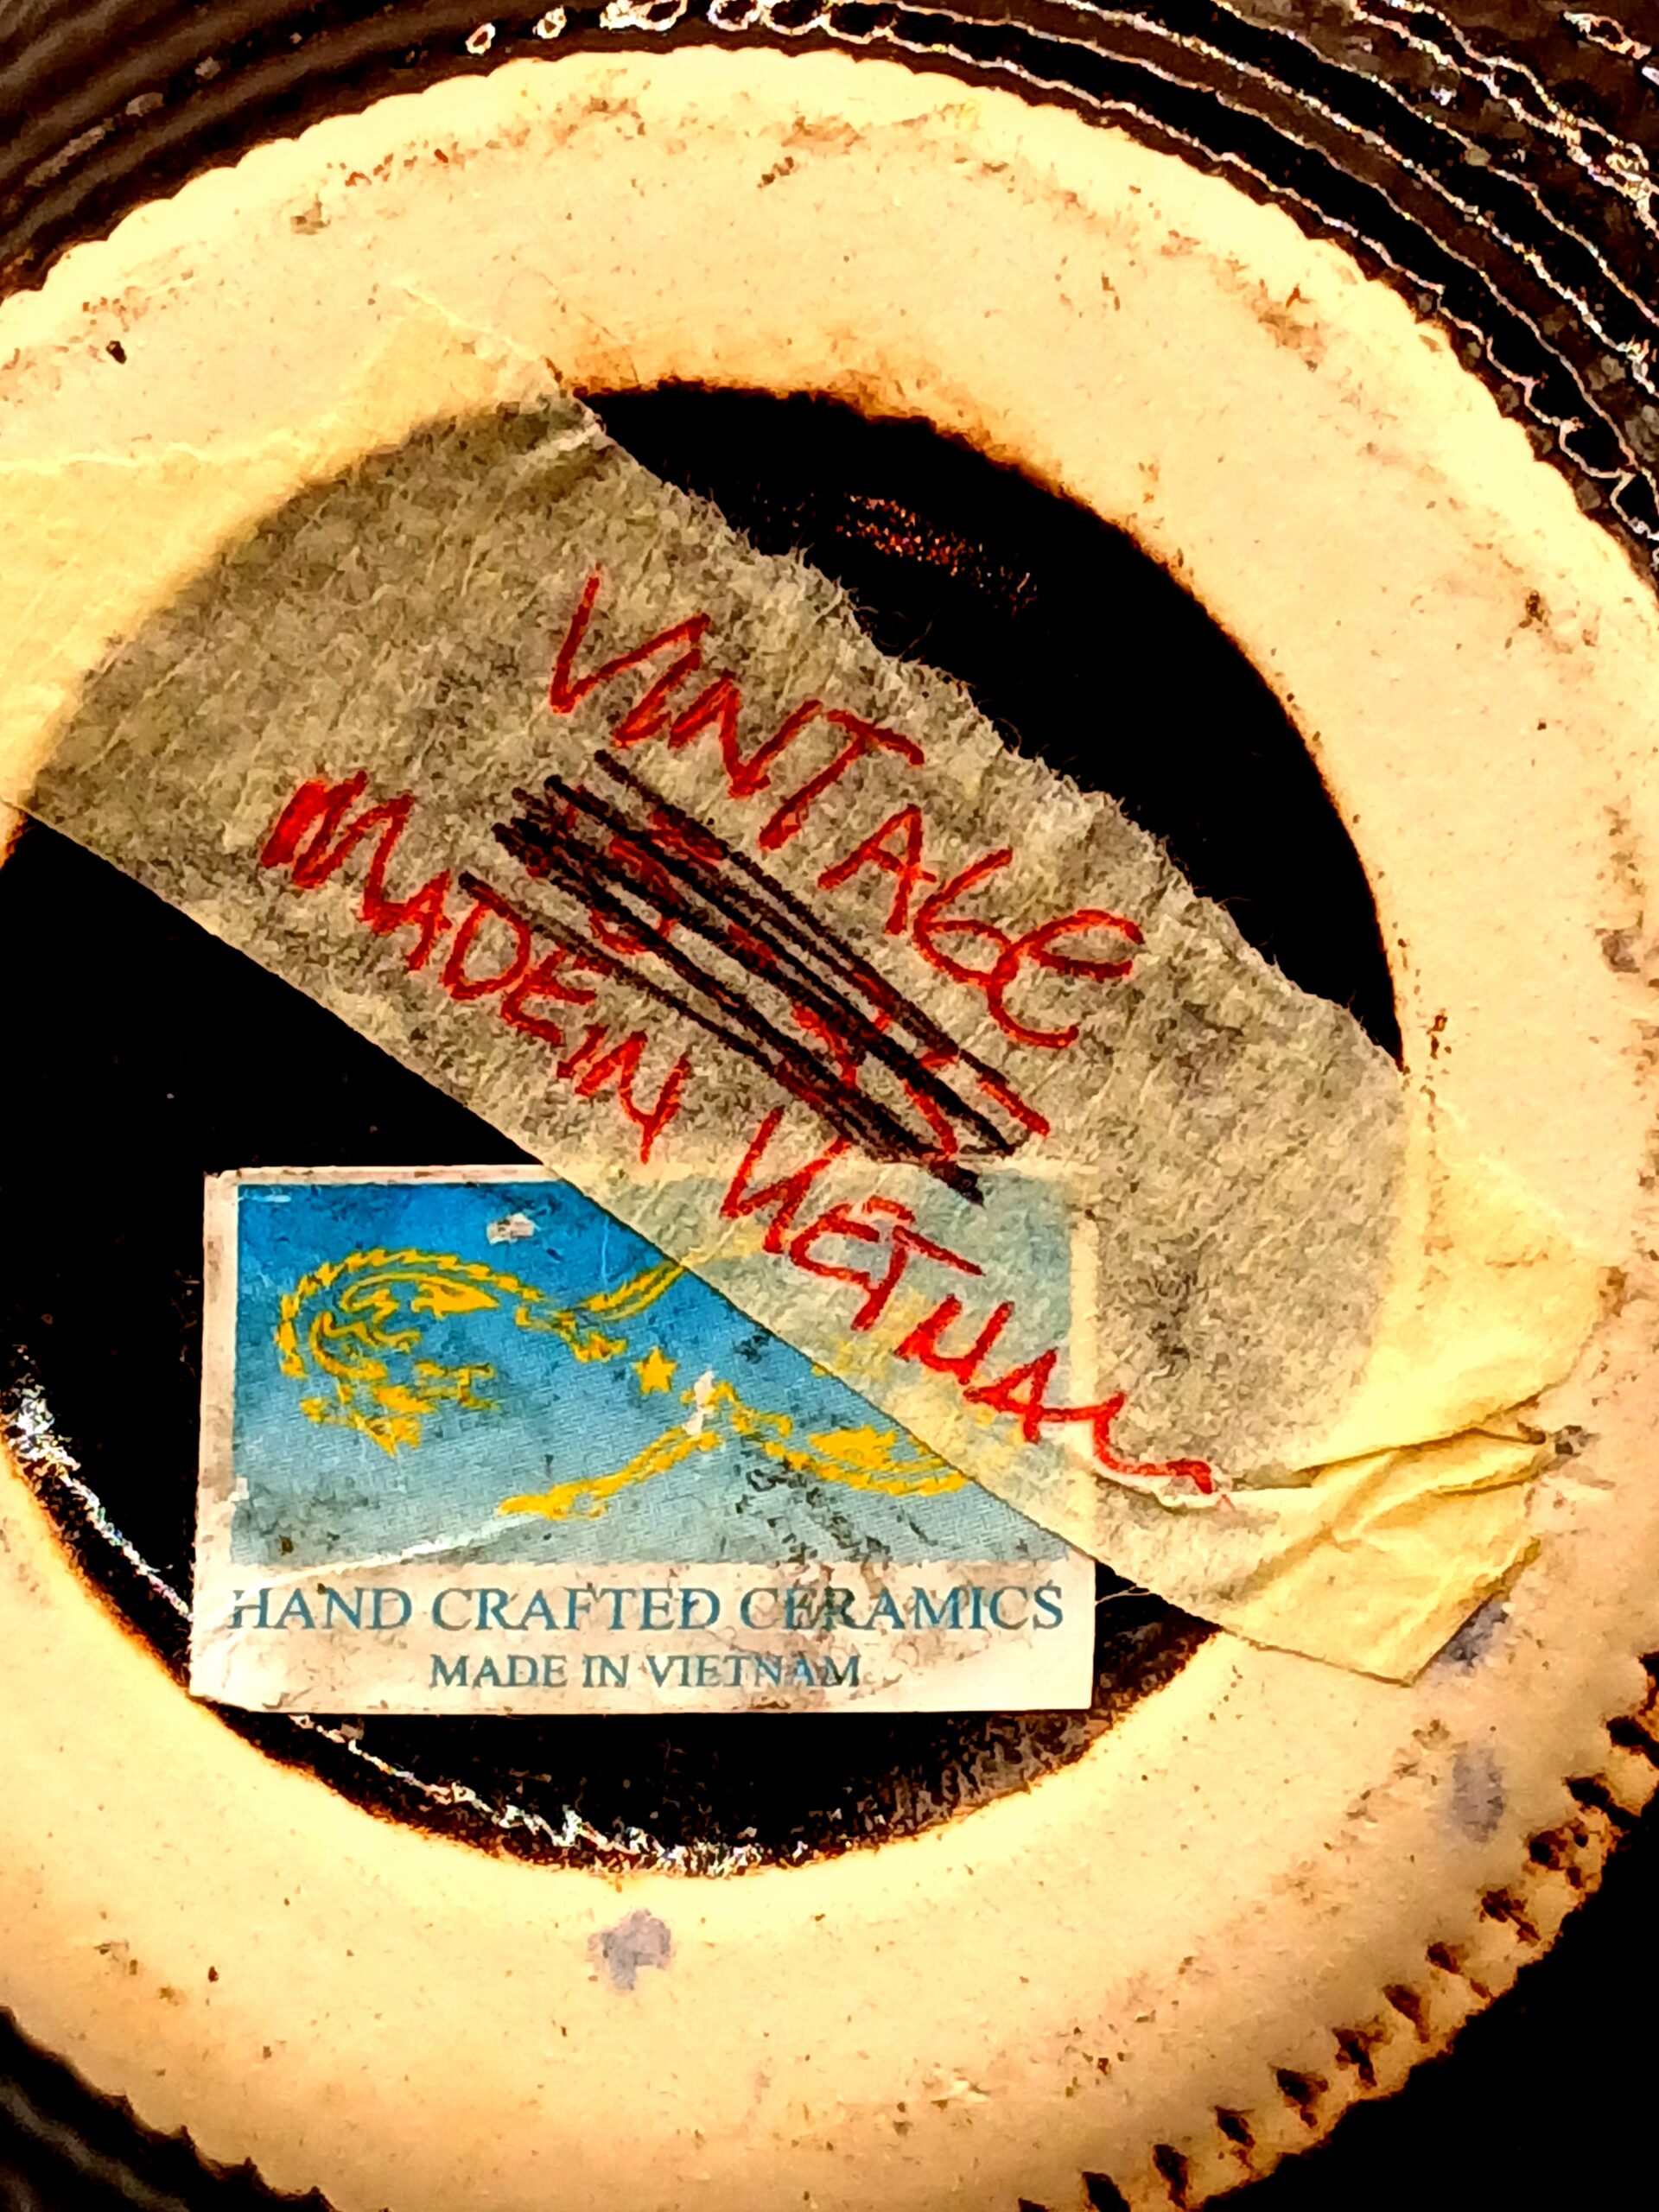 VINTAGE
MADE IN VIETNAM
HAND CRAFTED CERAMICS
MADE IN VIETNAM